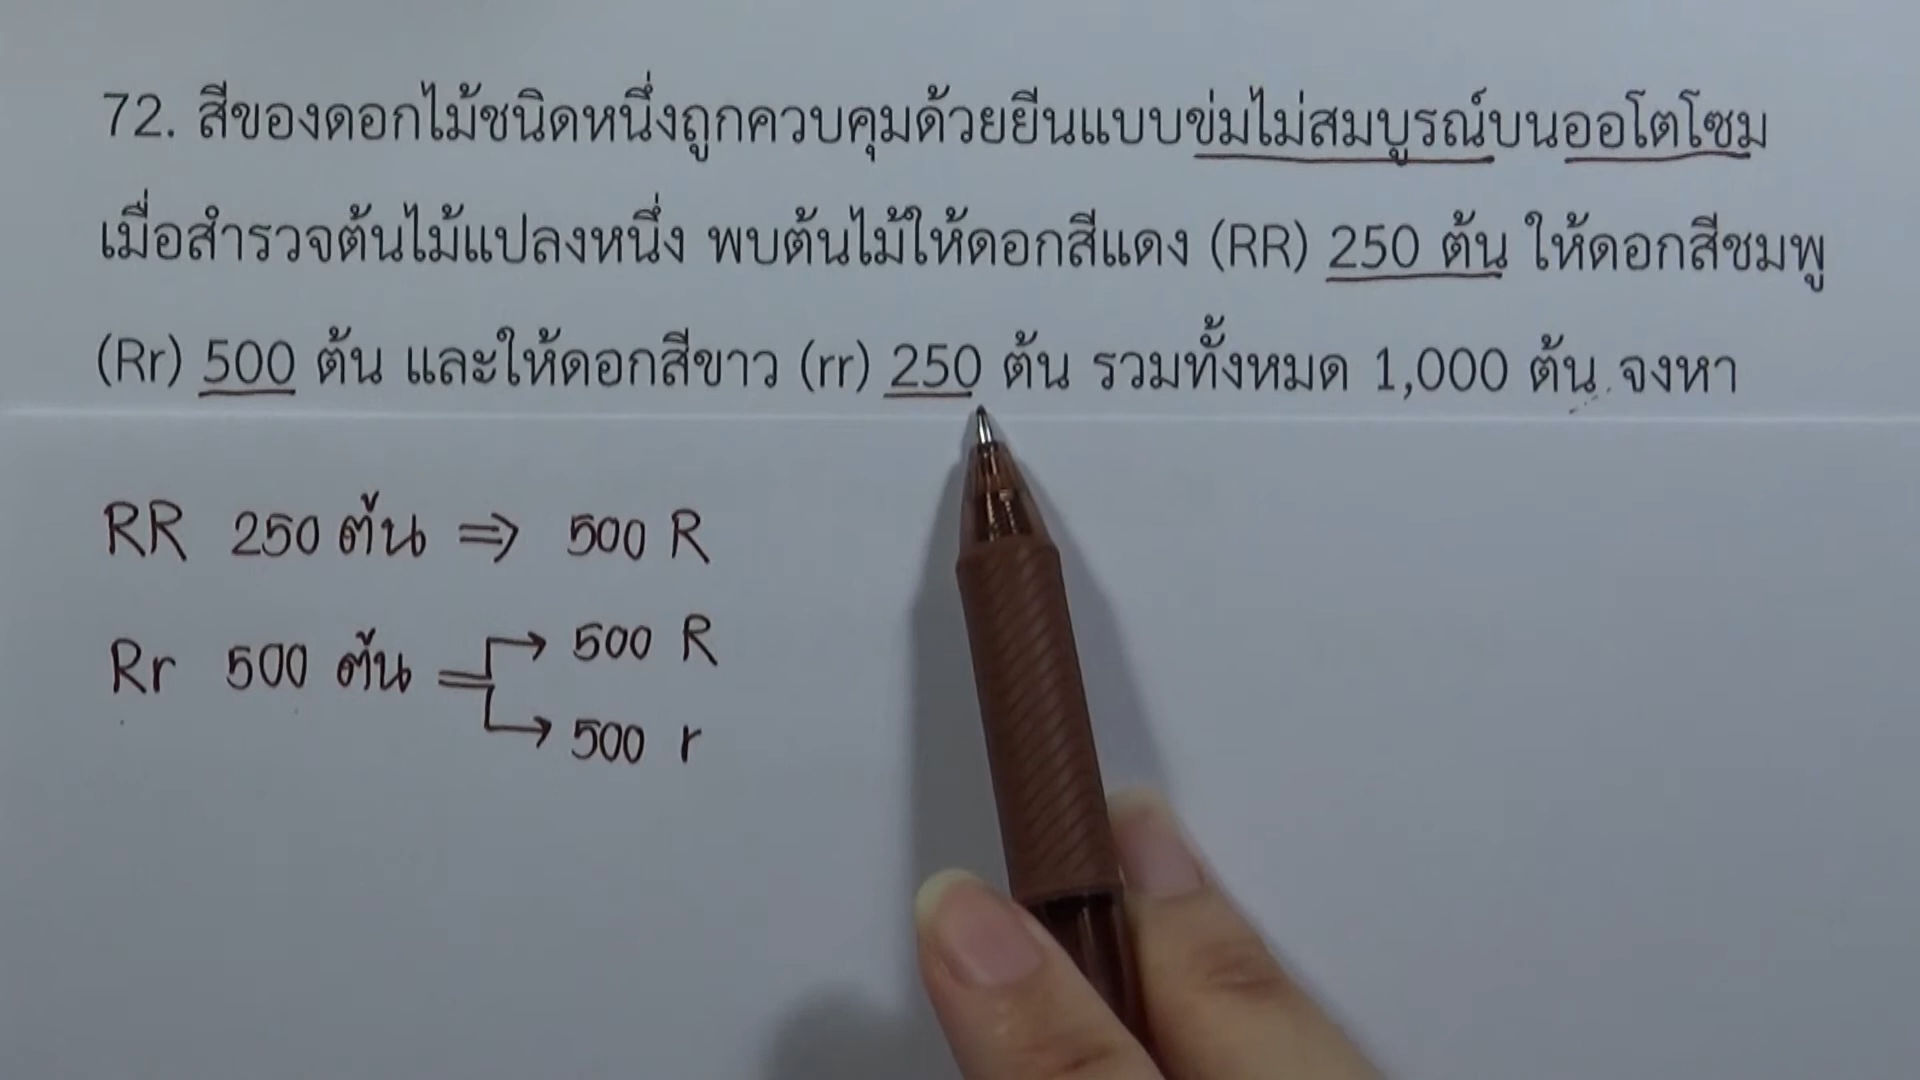 72. สีของดอกไม้ชนิดหนึ่งถูกควบคุมด้วยยีนแบบข่มไม่สมบูรณ์บนออโตโซม
เมื่อสำรวจต้นไม้แปลงหนึ่ง พบต้นไม้ให้ดอกสีแดง (RR) 250 ต้น ให้ดอกสีชมพู
(Rr) 500 ต้น และให้ดอกสีขาว (rr) 250 ต้น รวมทั้งหมด 1,000 ต้น จงหา
RR 250 ต้น ⇒ 500 R
Rr 500 ต้น → 500 R
→ 500 r